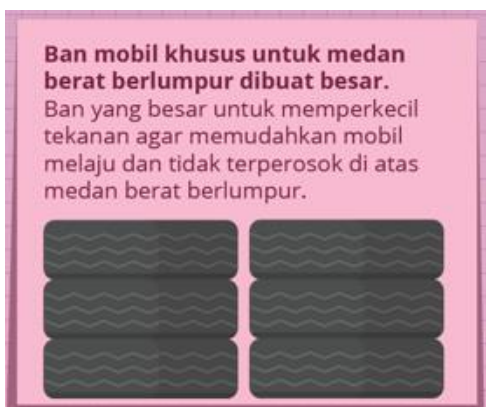 Ban mobil khusus untuk medan
berat berlumpur dibuat besar.
Ban yang besar untuk memperkecil
tekanan agar memudahkan mobil
melaju dan tidak terperosok di atas
medan berat berlumpur.